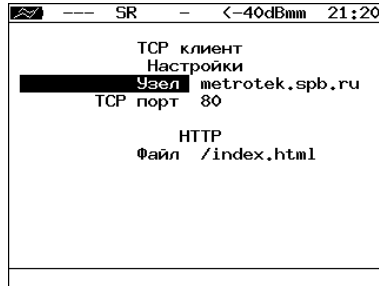 --- SR - <-40dBmm 21:20
TCP клиент
Настройки
Узел metrotek.spb.ru
TCP порт 80
HTTP
Файл /index.html